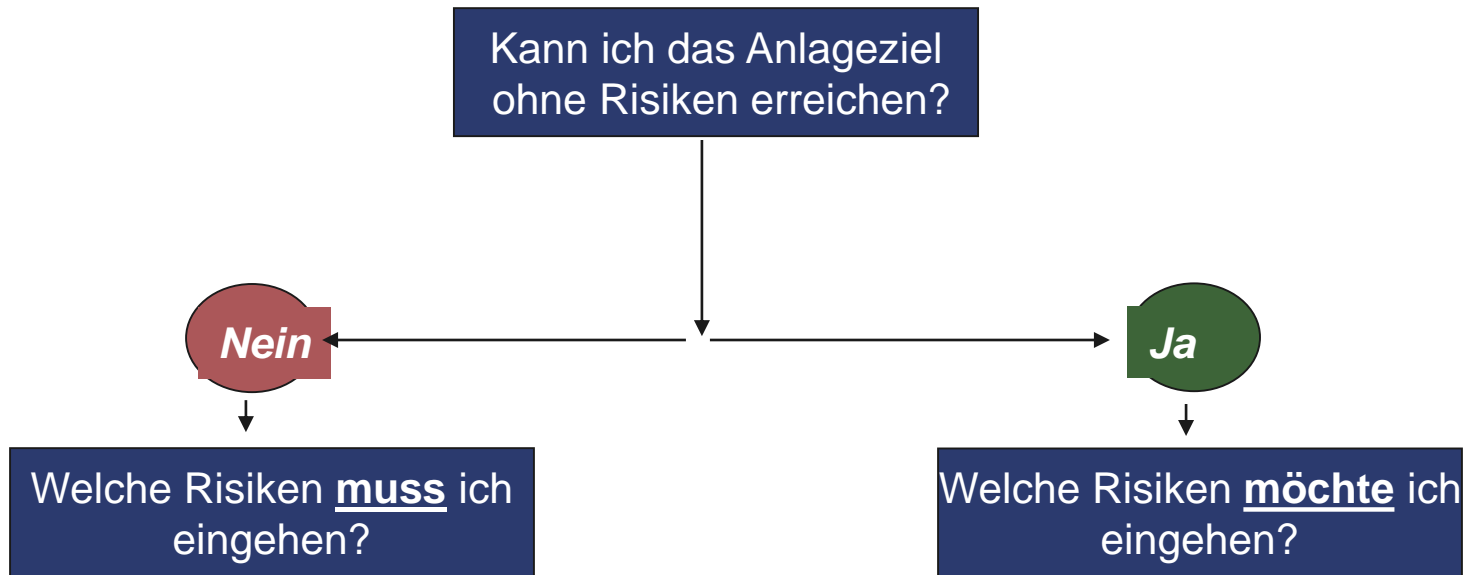 Kann ich das Anlageziel
ohne Risiken erreichen?
Nein
Ja
Welche Risiken muss ich
eingehen?
Welche Risiken möchte ich
eingehen?